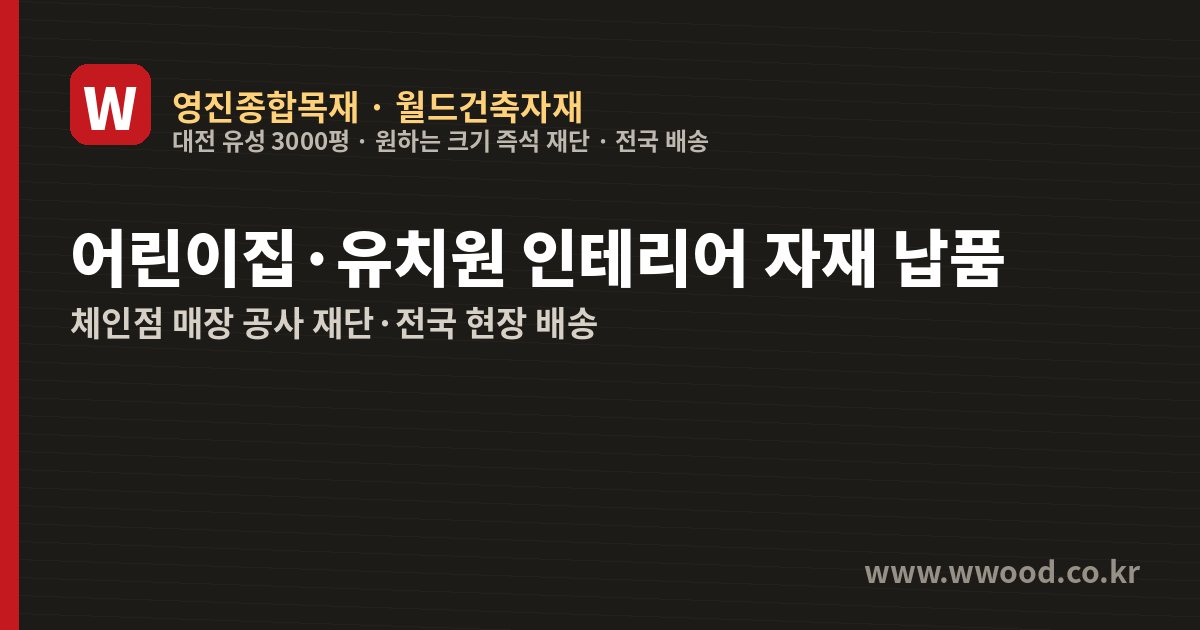 W
영진종합목재 · 월드건축자재
대전 유성 3000평 · 원하는 크기 즉석 재단 · 전국 배송
어린이집·유치원 인테리어 자재 납품
체인점 매장 공사 재단·전국 현장 배송
www.wwood.co.kr